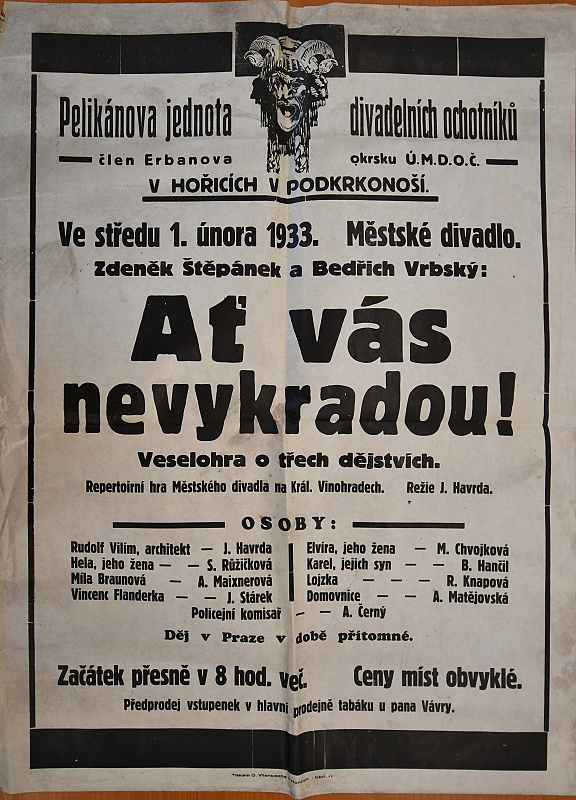 Pelikánova jednota divadelních ochotníků
člen Erbanova okrsku Ú.M.D.O.Č.
V HOŘICÍCH V PODKRKONOŠÍ.
Ve středu 1. února 1933. Městské divadlo.
Zdeněk Štěpánek a Bedřich Vrbský:
Ať vás
nevykradou!
Veselohra o třech dějstvích.
Repertoirní hra Městského divadla na Král. Vinohradech. Režie J. Havrda.
OSOBY:
Rudolf Vilím, architekt — J. Havrda
Hela, jeho žena — — S. Růžičková
Míla Braunová — A. Maixnerová
Vincenc Flanderka — — J. Stárek
Elvíra, jeho žena — M. Chvojková
Karel, jejich syn — — B. Hančil
Lojzka — — — R. Knapová
Domovnice — — A. Matějovská
Policejní komisař — — A. Černý
Děj v Praze v době přítomné.
Začátek přesně v 8 hod. več. Ceny míst obvyklé.
Předprodej vstupenek v hlavní prodejně tabáku u pana Vávry.
Tiskem O.